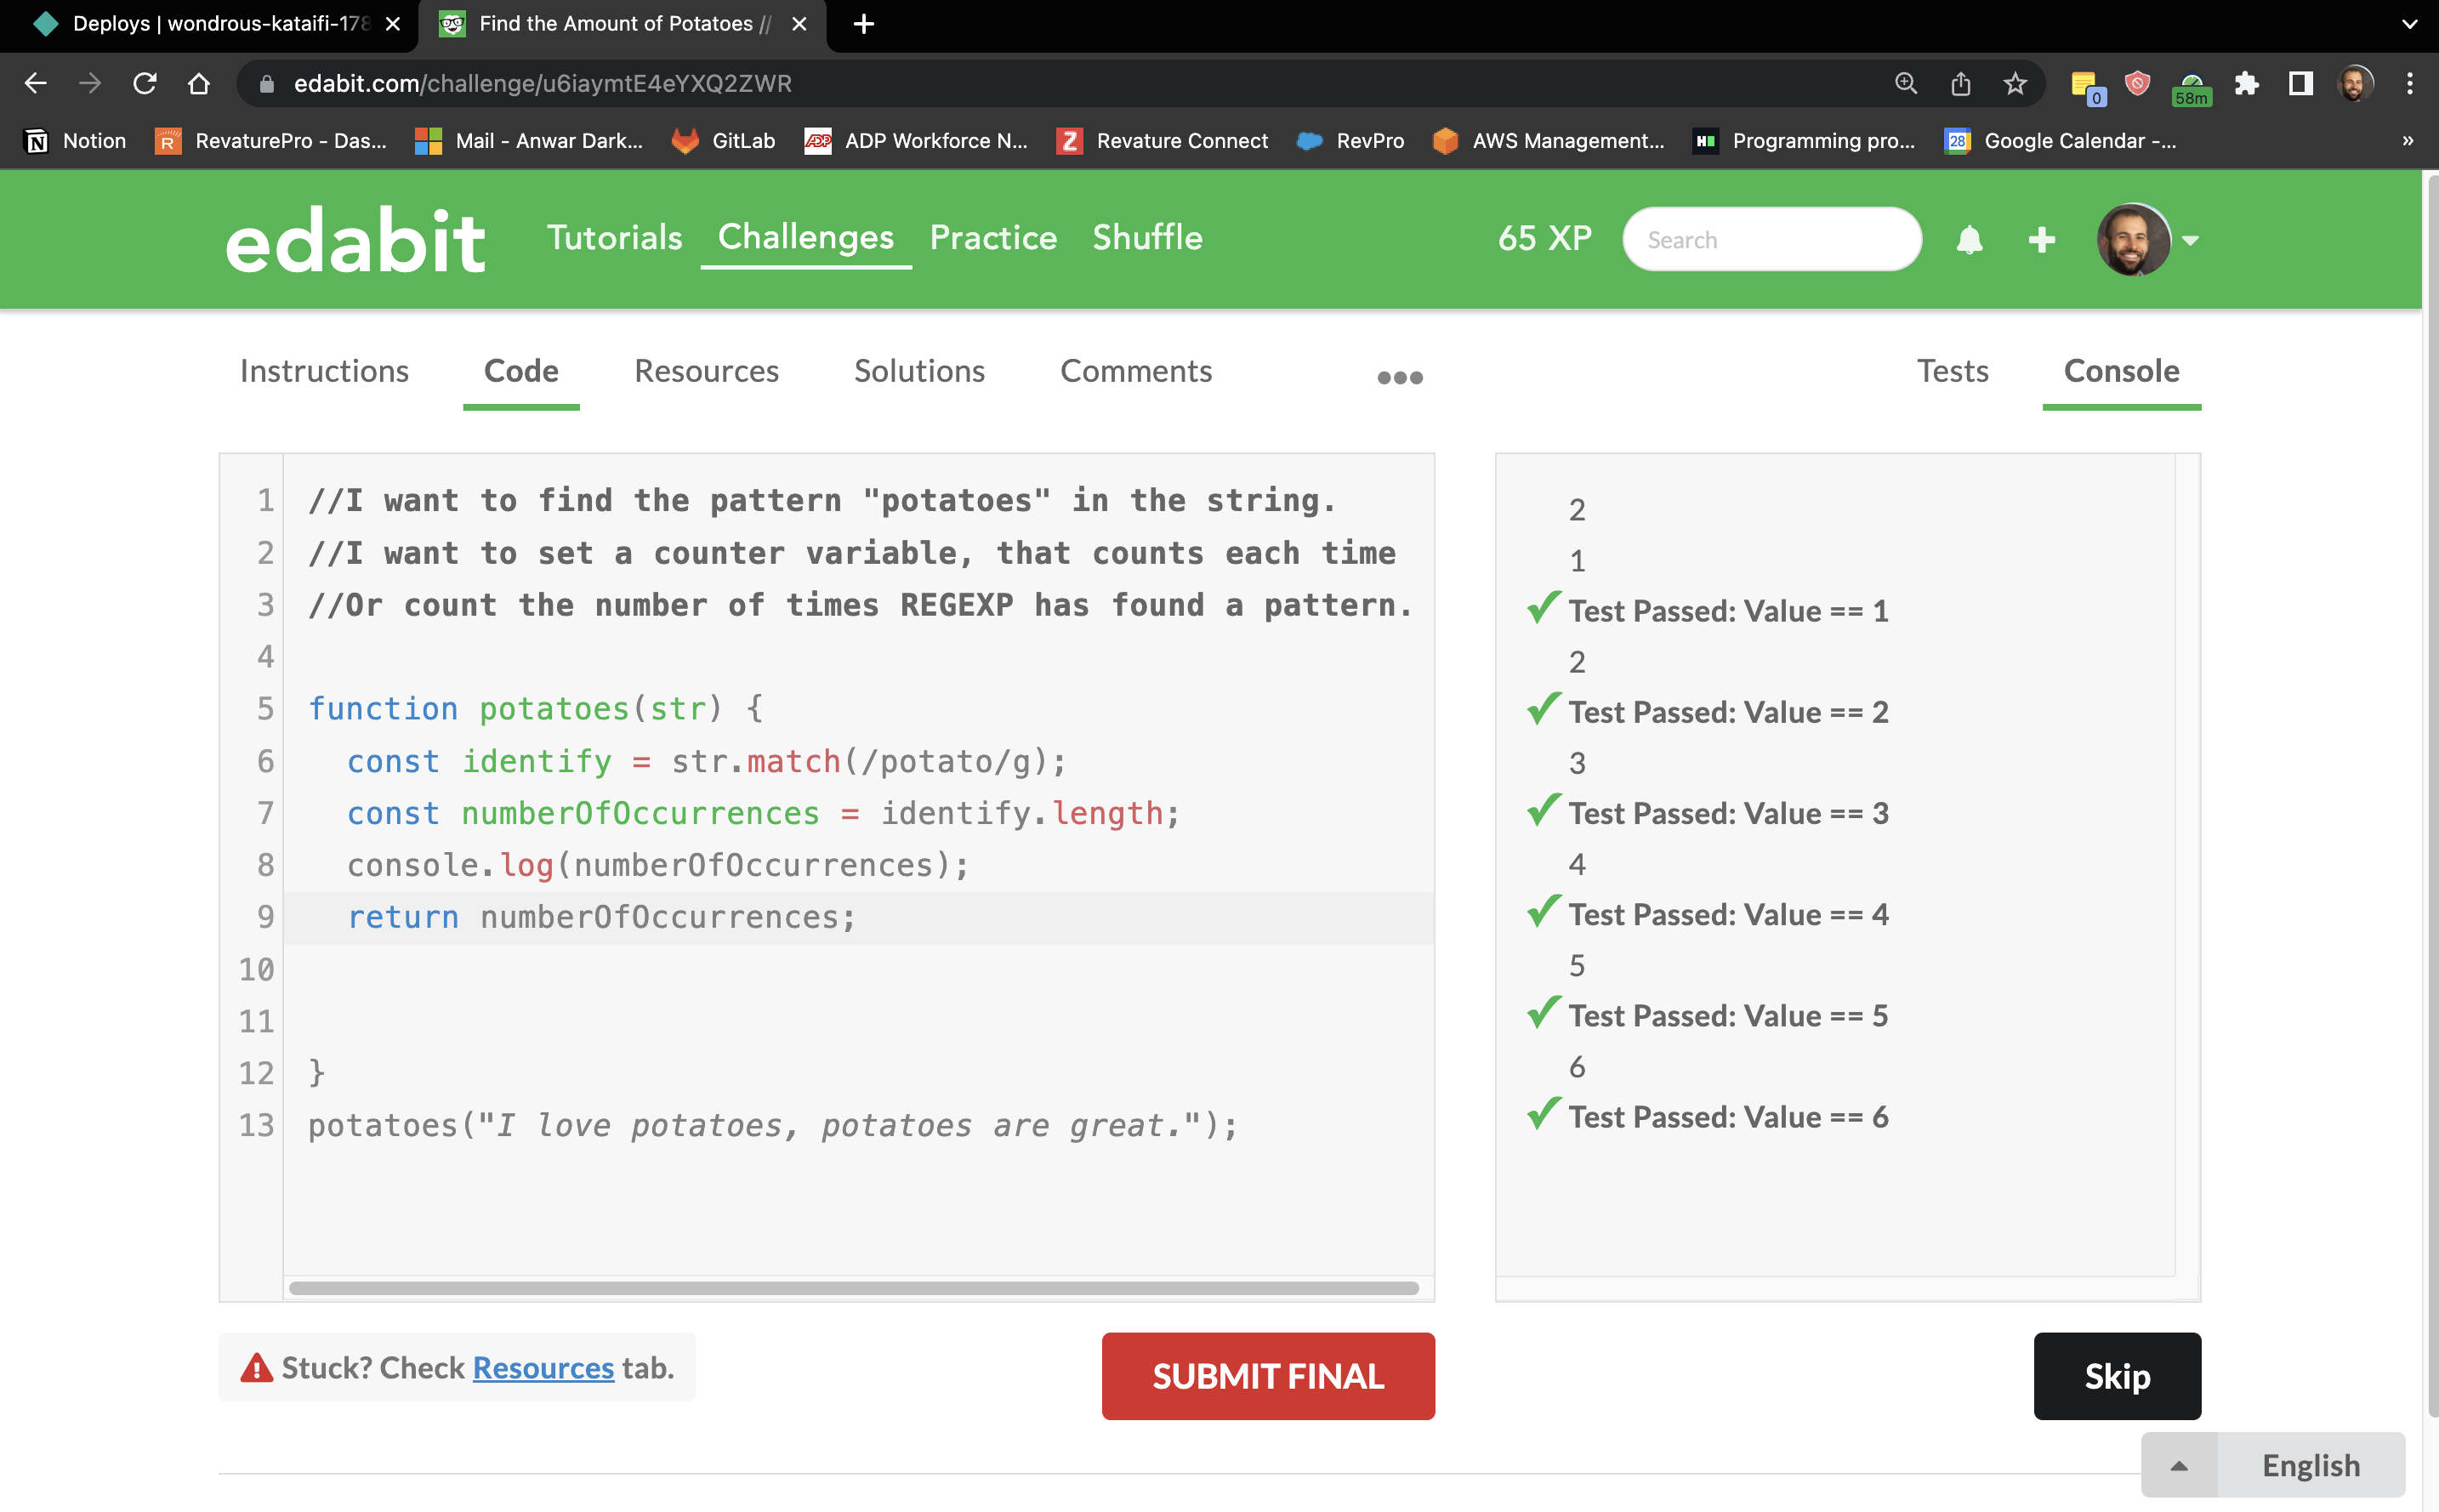 Deploys | wondrous-kataifi-178
Find the Amount of Potatoes //
edabit.com/challenge/u6iaymtE4eYXQ2ZWR
0
58m
Notion
R
RevaturePro - Das...
Mail - Anwar Dark...
GitLab
ADP
ADP Workforce N...
Z
Revature Connect
RevPro
AWS Management...
H
Programming pro...
28
Google Calendar -...
»
edabit
Tutorials
Challenges
Practice
Shuffle
65 XP
Search
Instructions
Code
Resources
Solutions
Comments
Tests
Console
1 //I want to find the pattern "potatoes" in the string.
2 //I want to set a counter variable, that counts each time
3 //Or count the number of times REGEXP has found a pattern.
4
5 function potatoes(str) {
6 const identify = str.match(/potato/g);
7 const numberOfOccurrences = identify.length;
8 console.log(numberOfOccurrences);
9 return numberOfOccurrences;
10
11
12 }
13 potatoes("I love potatoes, potatoes are great.");
2
1
Test Passed: Value == 1
2
Test Passed: Value == 2
3
Test Passed: Value == 3
4
Test Passed: Value == 4
5
Test Passed: Value == 5
6
Test Passed: Value == 6
Stuck? Check Resources tab.
SUBMIT FINAL
Skip
English